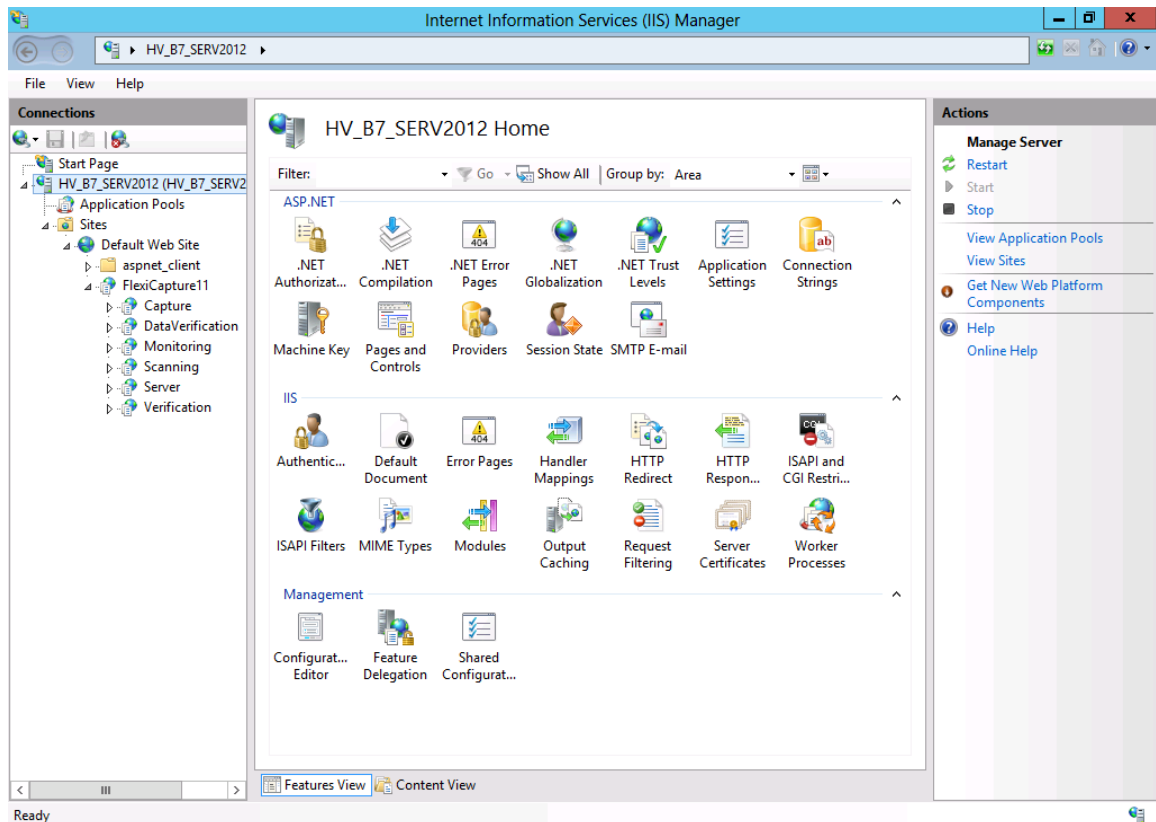 Internet Information Services (IIS) Manager
HV_B7_SERV2012
File View Help
Connections
Start Page
HV_B7_SERV2012 (HV_B7_SERV2
Application Pools
Sites
Default Web Site
aspnet_client
FlexiCapture11
Capture
DataVerification
Monitoring
Scanning
Server
Verification
HV_B7_SERV2012 Home
Filter: Go Show All Group by: Area
ASP.NET
.NET Authorizat...
.NET Compilation
.NET Error Pages
.NET Globalization
.NET Trust Levels
Application Settings
Connection Strings
Machine Key
Pages and Controls
Providers
Session State
SMTP E-mail
IIS
Authentic...
Default Document
Error Pages
Handler Mappings
HTTP Redirect
HTTP Respon...
ISAPI and CGI Restri...
ISAPI Filters
MIME Types
Modules
Output Caching
Request Filtering
Server Certificates
Worker Processes
Management
Configurat... Editor
Feature Delegation
Shared Configurat...
Features View Content View
Actions
Manage Server
Restart
Start
Stop
View Application Pools
View Sites
Get New Web Platform
Components
Help
Online Help
Ready